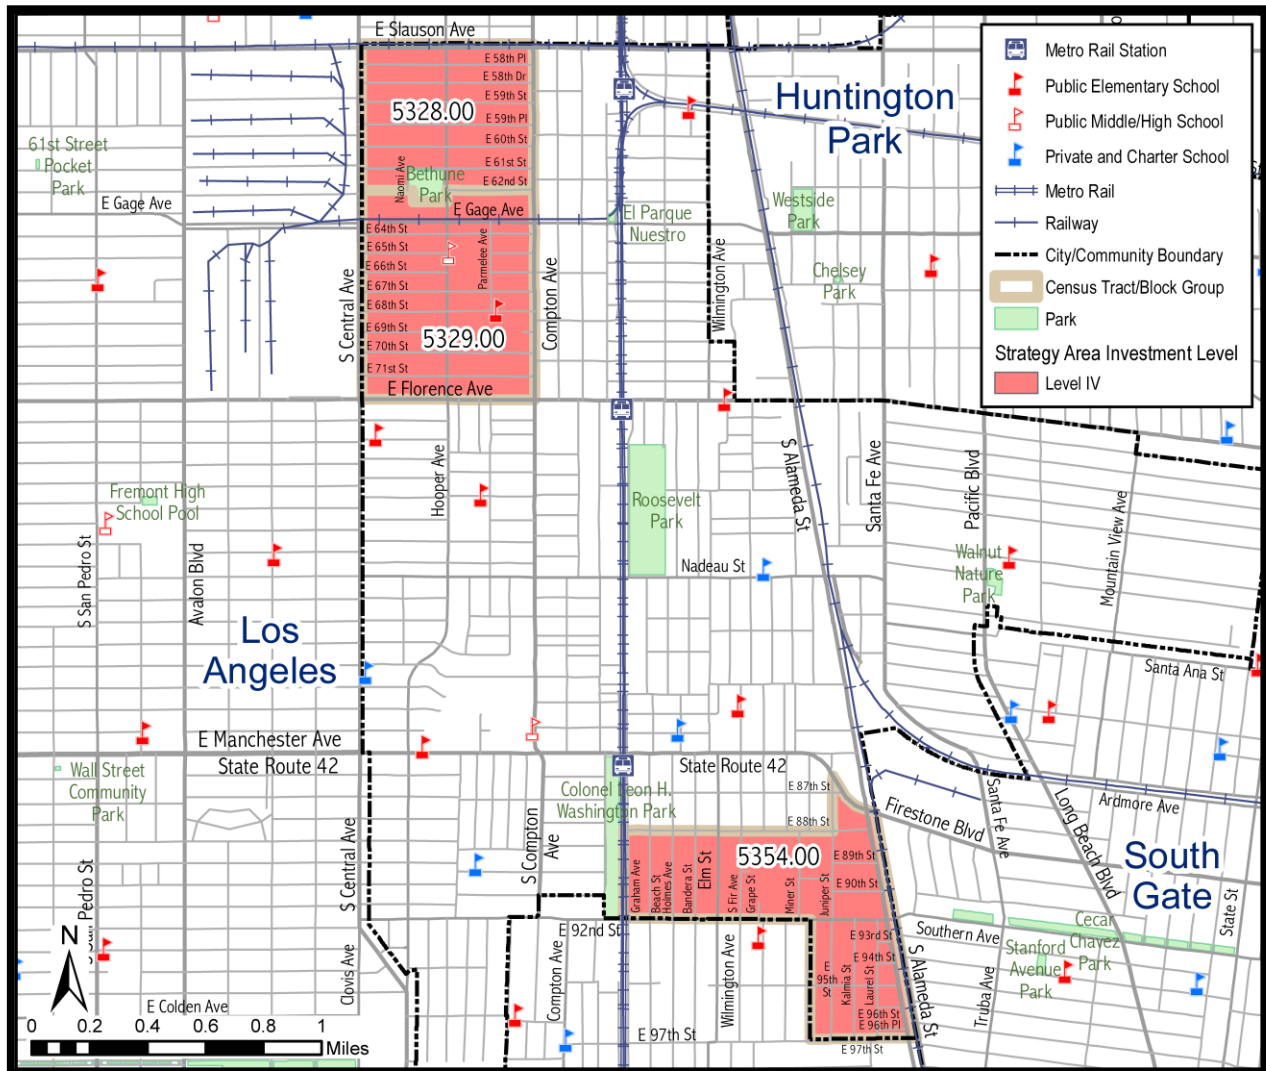 E Slauson Ave
E 58th Pl
E 58th Dr
E 59th St
E 59th Pl
E 60th St
E 61st St
E 62nd St
5328.00
Naomi Ave
Bethune
Park
E Gage Ave
E Gage Ave
61st Street
Pocket
Park
Huntington
Park
El Parque
Nuestro
Westside
Park
Chelsey
Park
Wilmington Ave
E 64th St
E 65th St
E 66th St
E 67th St
E 68th St
E 69th St
E 70th St
E 71st St
Parmelee Ave
5329.00
E Florence Ave
S Central Ave
Compton Ave
Metro Rail Station
Public Elementary School
Public Middle/High School
Private and Charter School
Metro Rail
Railway
City/Community Boundary
Census Tract/Block Group
Park
Strategy Area Investment Level
Level IV
Fremont High
School Pool
S San Pedro St
Avalon Blvd
Hooper Ave
Roosevelt
Park
Nadeau St
S Alameda St
Santa Fe Ave
Pacific Blvd
Mountain View Ave
Walnut
Nature
Park
Santa Ana St
Los
Angeles
E Manchester Ave
State Route 42
State Route 42
Wall Street
Community
Park
Colonel Leon H.
Washington Park
E 87th St
E 88th St
Firestone Blvd
Santa Fe Ave
Long Beach Blvd
Ardmore Ave
South
Gate
State St
S Central Ave
S Compton
Ave
5354.00
E 89th St
E 90th St
Graham Ave
Beach St
Holmes Ave
Bandera St
Elm St
S Fir Ave
Grape St
Miner St
Juniper St
E 92nd St
E 93rd St
E 94th St
E
95th
St
Kalmia St
Laurel St
E 96th St
E 96th Pl
E 97th St
E 97th St
S Alameda St
Southern Ave
Truba Ave
Stanford
Avenue
Park
Cecar
Chavez
Park
Wilmington Ave
Compton Ave
Clovis Ave
Pedro St
E Colden Ave
N
0 0.2 0.4 0.6 0.8 1
Miles